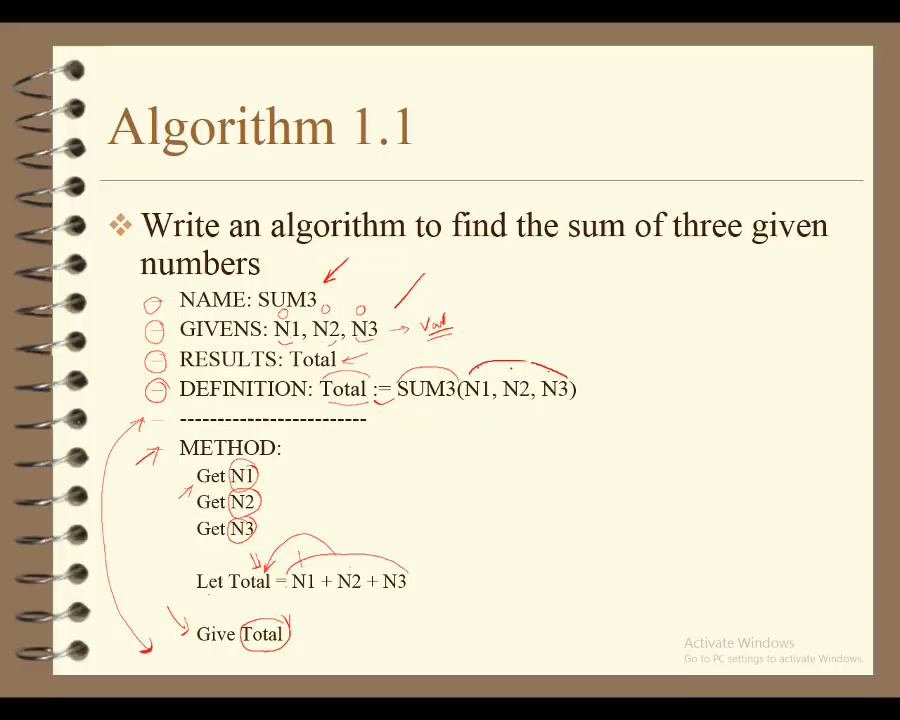 Algorithm 1.1
Write an algorithm to find the sum of three given
numbers
NAME: SUM3
GIVENS: N1, N2, N3
RESULTS: Total
DEFINITION: Total := SUM3(N1, N2, N3)
-------------------------
METHOD:
Get N1
Get N2
Get N3
Let Total = N1 + N2 + N3
Give Total
Activate Windows
Go to PC settings to activate Windows.